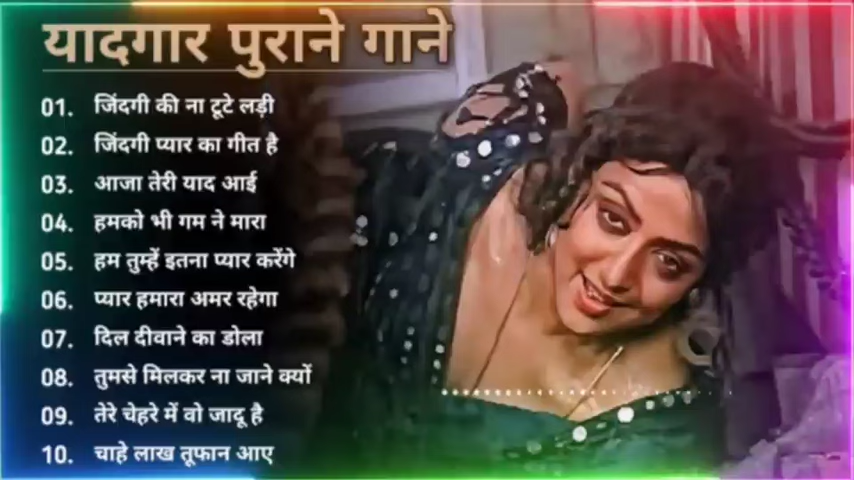 यादगार पुराने गाने
01. जिंदगी की ना टूटे लड़ी
02. जिंदगी प्यार का गीत है
03. आजा तेरी याद आई
04. हमको भी गम ने मारा
05. हम तुम्हें इतना प्यार करेंगे
06. प्यार हमारा अमर रहेगा
07. दिल दीवाने का डोला
08. तुमसे मिलकर ना जाने क्यों
09. तेरे चेहरे में वो जादू है
10. चाहे लाख तूफान आए